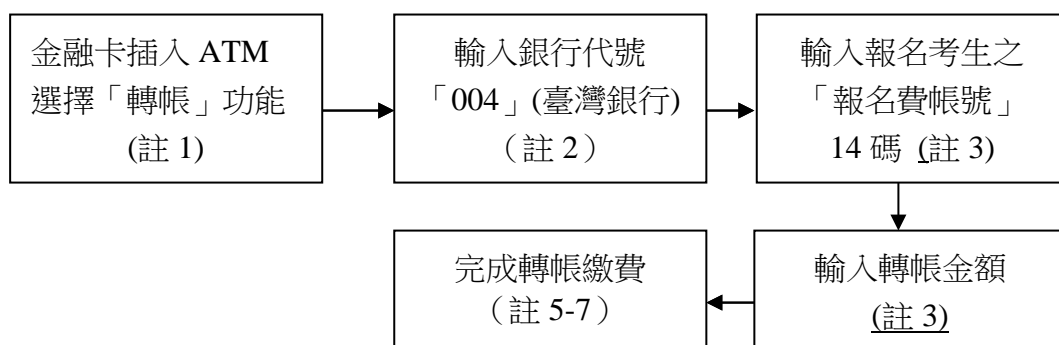 金融卡插入 ATM
選擇「轉帳」功能
(註 1)
輸入銀行代號
「004」(臺灣銀行)
（註 2）
輸入報名考生之
「報名費帳號」
14 碼 (註 3)
輸入轉帳金額
(註 3)
完成轉帳繳費
（註 5-7）